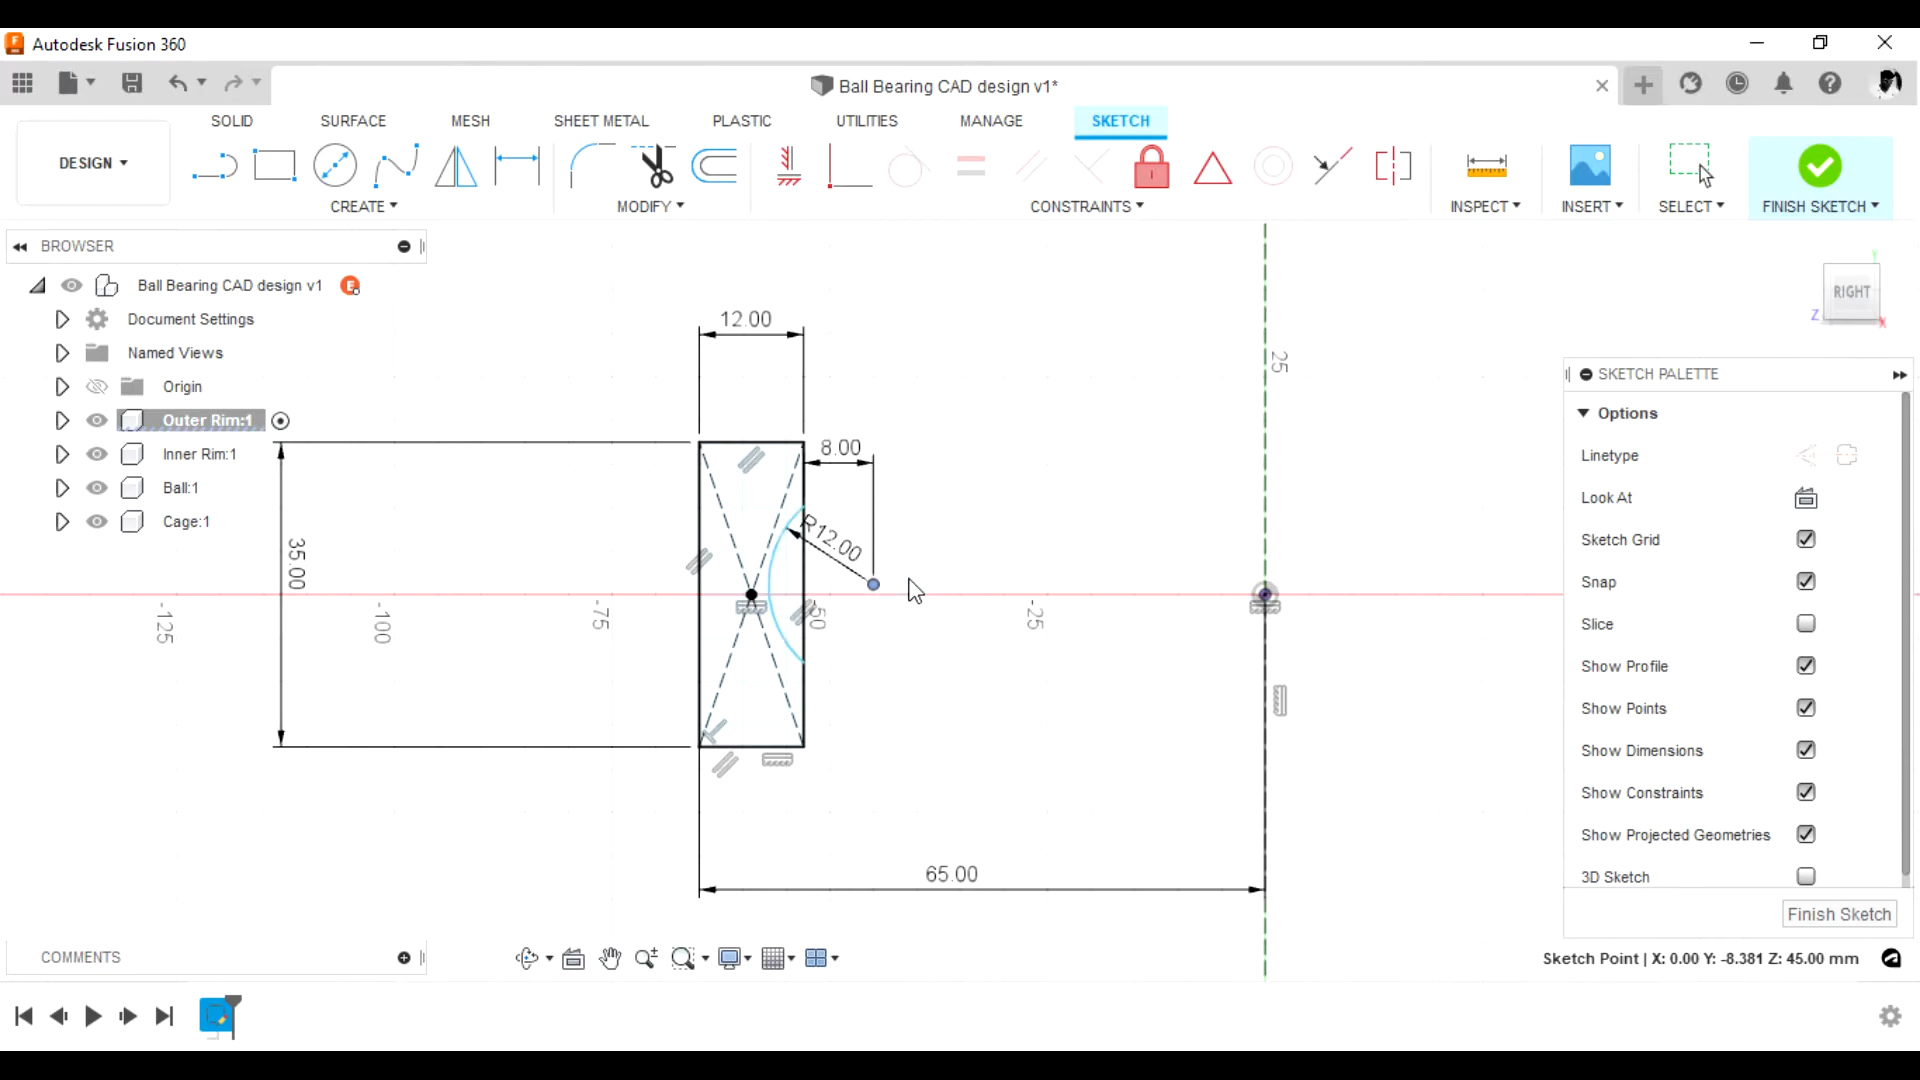 Autodesk Fusion 360
Ball Bearing CAD design v1*
SOLID SURFACE MESH SHEET METAL PLASTIC UTILITIES MANAGE SKETCH
DESIGN
CREATE MODIFY CONSTRAINTS INSPECT INSERT SELECT FINISH SKETCH
BROWSER
Ball Bearing CAD design v1
Document Settings
Named Views
Origin
Outer Rim:1
Inner Rim:1
Ball:1
Cage:1
12.00
8.00
R12.00
35.00
65.00
25
-125
-100
-75
-50
-25
RIGHT
Z
SKETCH PALETTE
Options
Linetype
Look At
Sketch Grid
Snap
Slice
Show Profile
Show Points
Show Dimensions
Show Constraints
Show Projected Geometries
3D Sketch
Finish Sketch
COMMENTS
Sketch Point | X: 0.00 Y: -8.381 Z: 45.00 mm